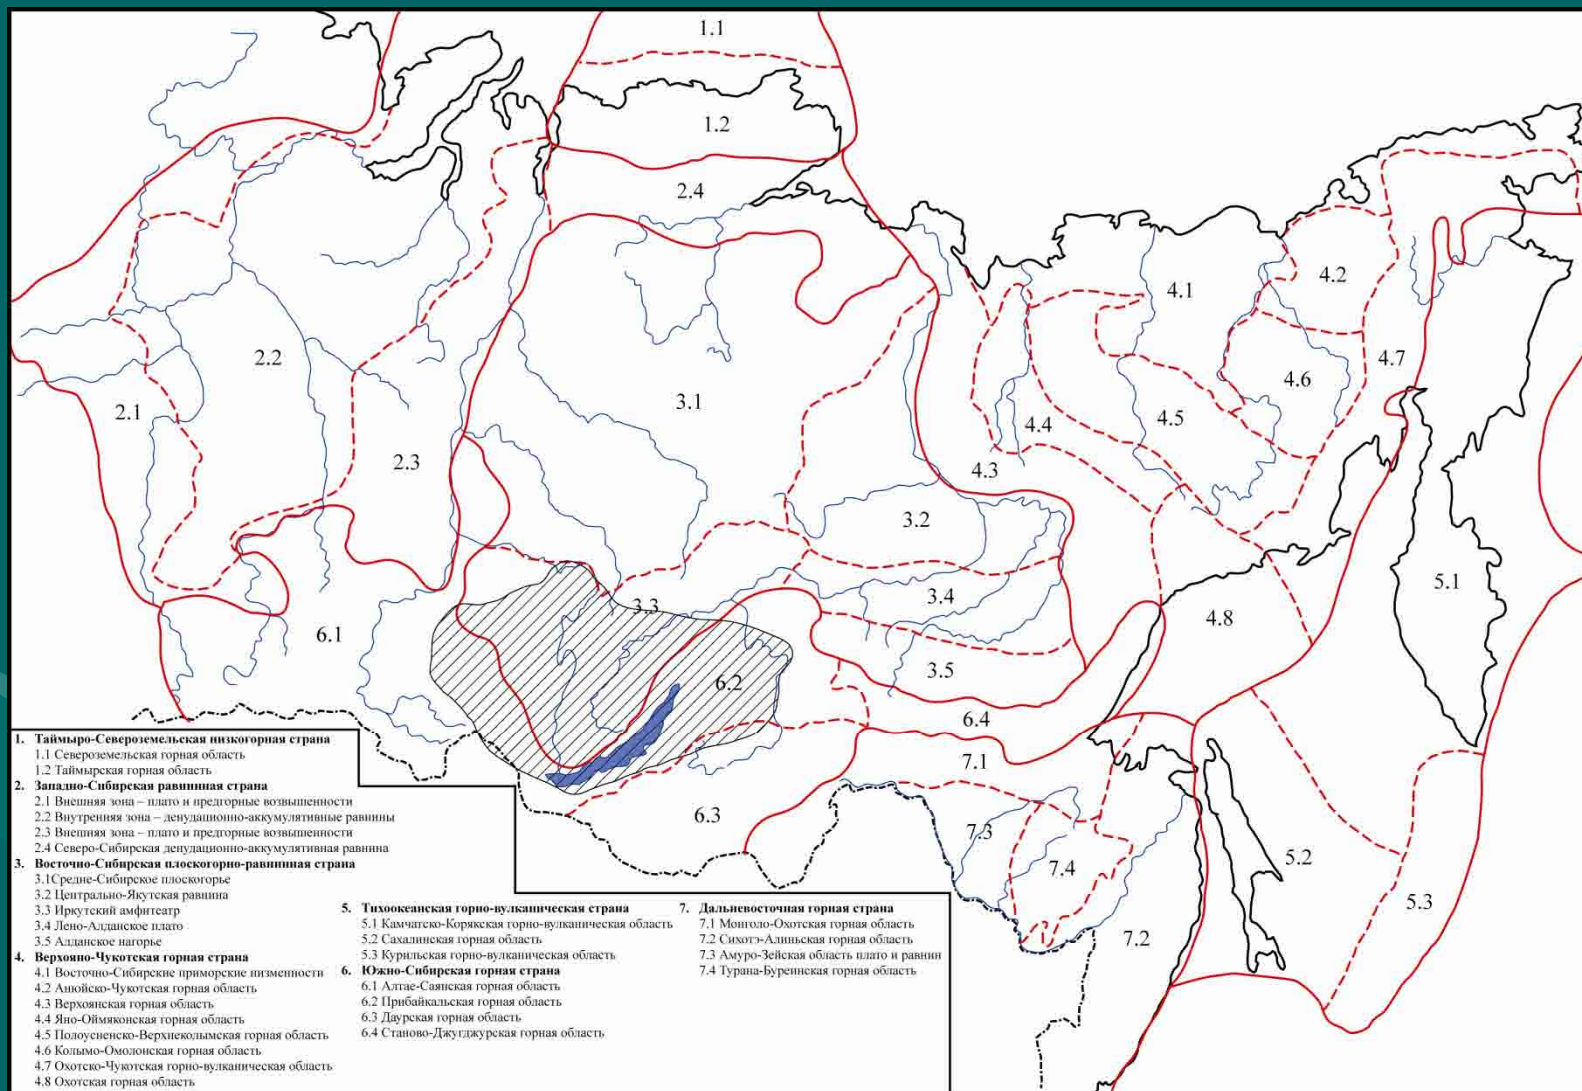 1.1
1.2
2.4
4.2
4.1
2.2
4.7
4.6
2.1
3.1
4.4
4.5
2.3
4.3
3.2
5.1
3.4
3.3
4.8
6.1
3.5
6.2
6.4
7.1
6.3
7.3
7.4
5.2
5.3
7.2
1. Таймыро-Североземельская низкогорная страна
1.1 Североземельская горная область
1.2 Таймырская горная область
2. Западно-Сибирская равнинная страна
2.1 Внешняя зона – плато и предгорные возвышенности
2.2 Внутренняя зона – денудационно-аккумулятивные равнины
2.3 Внешняя зона – плато и предгорные возвышенности
2.4 Северо-Сибирская денудационно-аккумулятивная равнина
3. Восточно-Сибирская плоскогорно-равнинная страна
3.1Средне-Сибирское плоскогорье
3.2 Центрально-Якутская равнина
3.3 Иркутский амфитеатр
3.4 Лено-Алданское плато
3.5 Алданское нагорье
4. Верхояно-Чукотская горная страна
4.1 Восточно-Сибирские приморские низменности
4.2 Анюйско-Чукотская горная область
4.3 Верхоянская горная область
4.4 Яно-Оймяконская горная область
4.5 Полоусненско-Верхнеколымская горная область
4.6 Колымо-Омолонская горная область
4.7 Охотско-Чукотская горно-вулканическая область
4.8 Охотская горная область
5. Тихоокеанская горно-вулканическая страна
5.1 Камчатско-Корякская горно-вулканическая область
5.2 Сахалинская горная область
5.3 Курильская горно-вулканическая область
6. Южно-Сибирская горная страна
6.1 Алтае-Саянская горная область
6.2 Прибайкальская горная область
6.3 Даурская горная область
6.4 Станово-Джугджурская горная область
7. Дальневосточная горная страна
7.1 Монголо-Охотская горная область
7.2 Сихотэ-Алиньская горная область
7.3 Амуро-Зейская область плато и равнин
7.4 Турана-Буреинская горная область